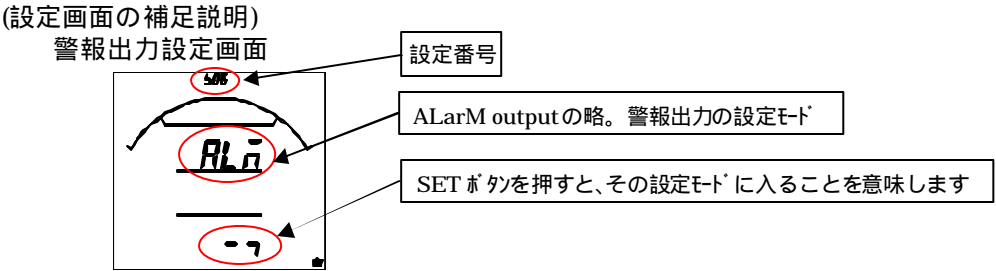 (設定画面の補足説明)
警報出力設定画面
設定番号
ALarM outputの略。警報出力の設定ﾓｰﾄﾞ
ALM
SETﾎﾞﾀﾝを押すと、その設定ﾓｰﾄﾞに入ることを意味します